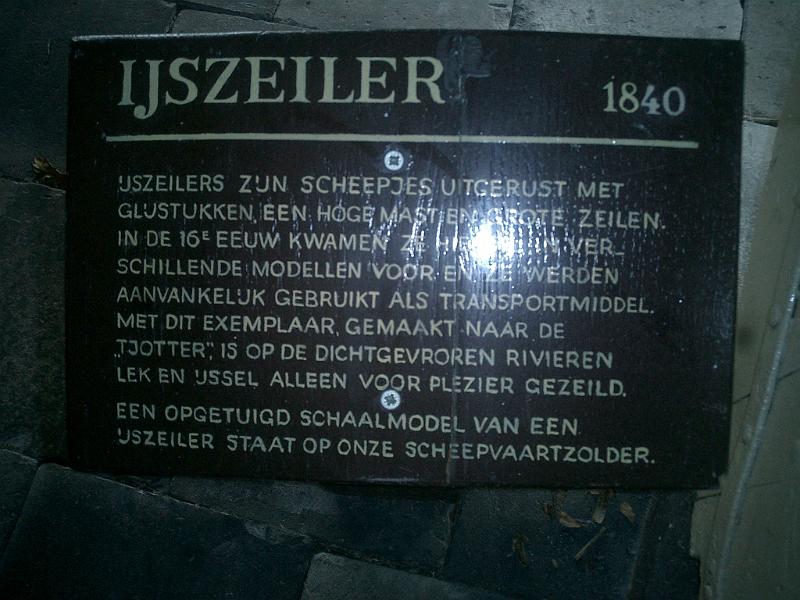 IJSZEILER 1840
IJSZEILERS ZIJN SCHEEPJES UITGERUST MET
GLIJSTUKKEN, EEN HOGE MAST EN GROTE ZEILEN.
IN DE 16E EEUW KWAMEN ZE HIER IN VER-
SCHILLENDE MODELLEN VOOR EN ZE WERDEN
AANVANKELIJK GEBRUIKT ALS TRANSPORTMIDDEL.
MET DIT EXEMPLAAR, GEMAAKT NAAR DE
„TJOTTER”, IS OP DE DICHTGEVROREN RIVIEREN
LEK EN IJSSEL ALLEEN VOOR PLEZIER GEZEILD.
EEN OPGETUIGD SCHAALMODEL VAN EEN
IJSZEILER STAAT OP ONZE SCHEEPVAARTZOLDER.